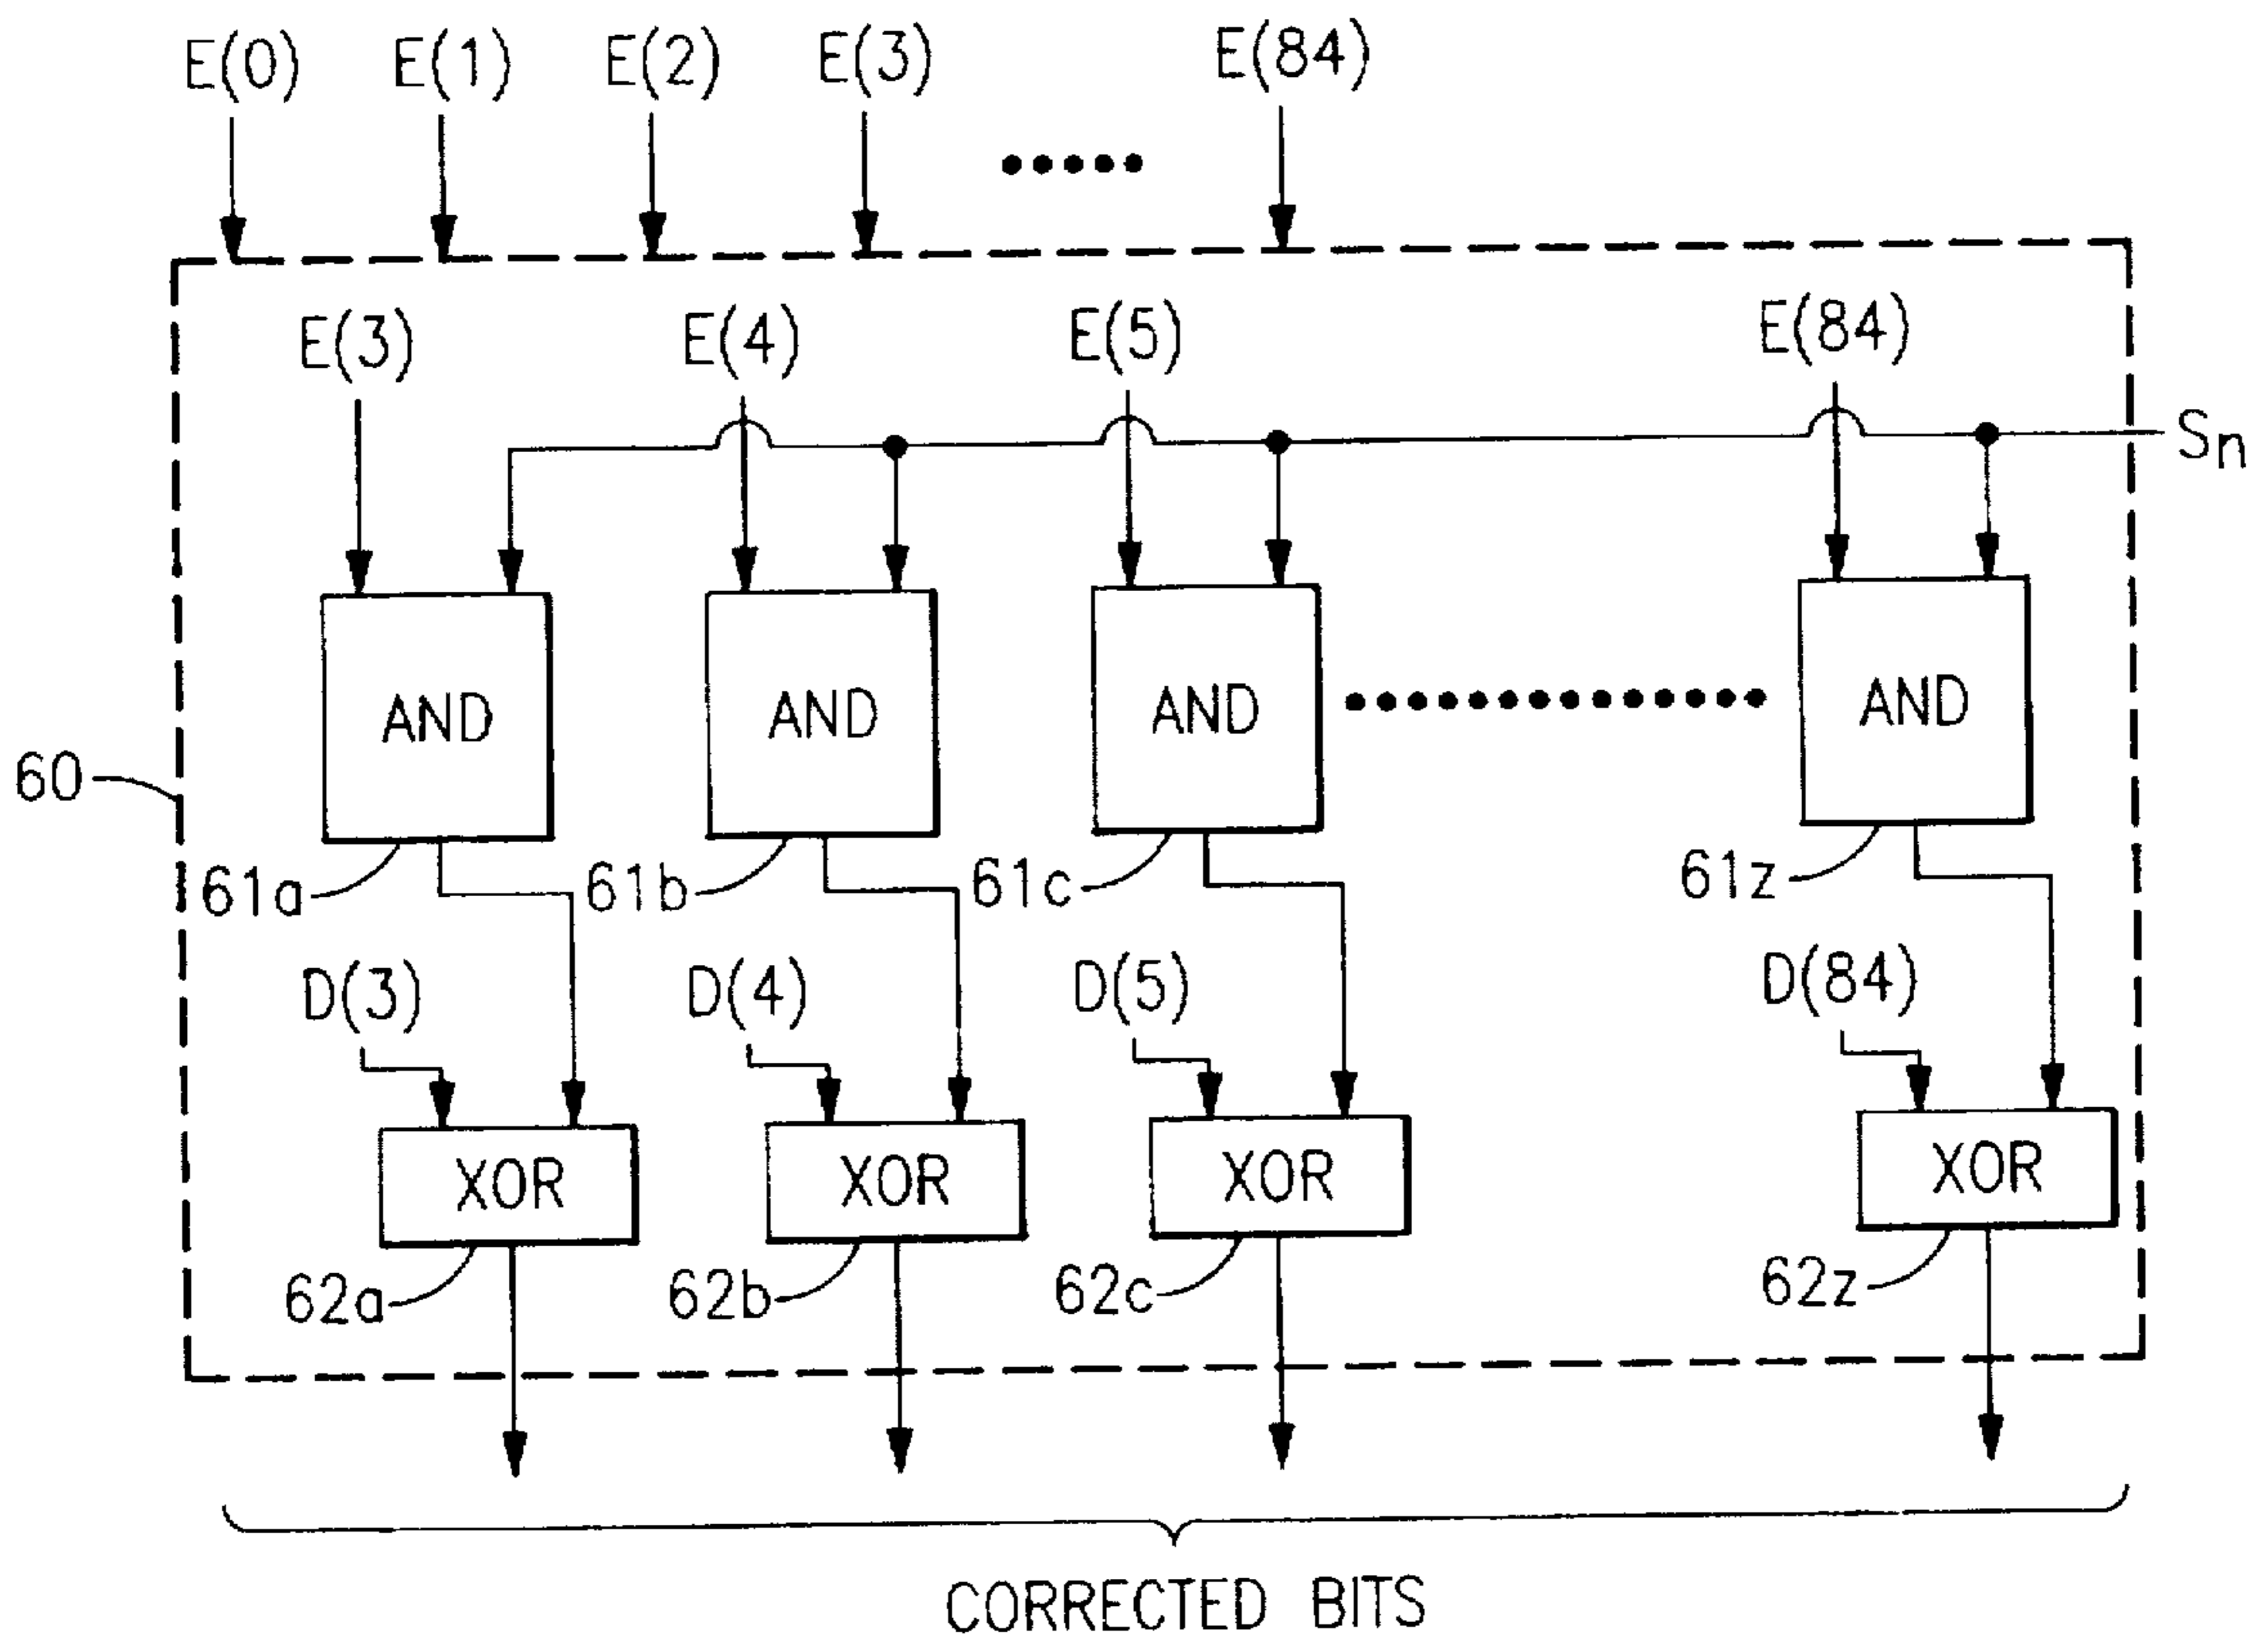 E(0) E(1) E(2) E(3) E(84)
E(3) E(4) E(5) E(84)
Sn
AND AND AND AND
60
61a 61b 61c 61z
D(3) D(4) D(5) D(84)
XOR XOR XOR XOR
62a 62b 62c 62z
CORRECTED BITS